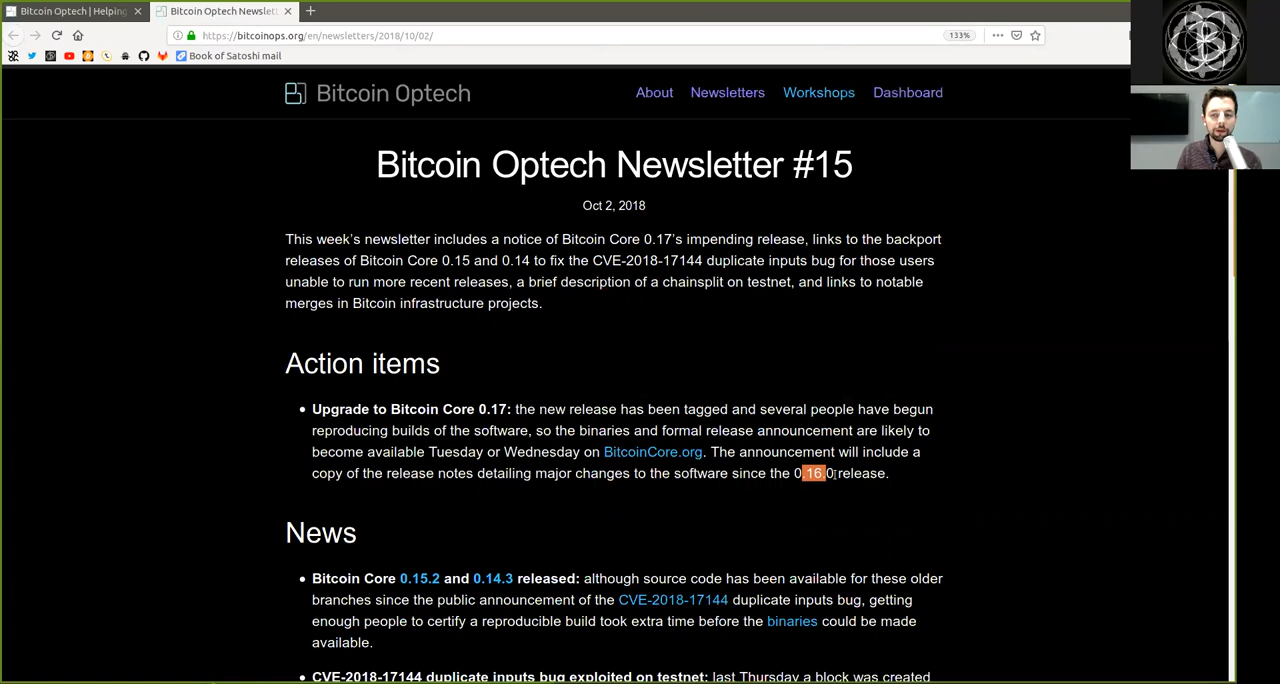 Bitcoin Optech | Helping
Bitcoin Optech Newslett
https://bitcoinops.org/en/newsletters/2018/10/02/
133%
Book of Satoshi mail
Bitcoin Optech
About Newsletters Workshops Dashboard
Bitcoin Optech Newsletter #15
Oct 2, 2018
This week's newsletter includes a notice of Bitcoin Core 0.17's impending release, links to the backport
releases of Bitcoin Core 0.15 and 0.14 to fix the CVE-2018-17144 duplicate inputs bug for those users
unable to run more recent releases, a brief description of a chainsplit on testnet, and links to notable
merges in Bitcoin infrastructure projects.
Action items
• Upgrade to Bitcoin Core 0.17: the new release has been tagged and several people have begun
reproducing builds of the software, so the binaries and formal release announcement are likely to
become available Tuesday or Wednesday on BitcoinCore.org. The announcement will include a
copy of the release notes detailing major changes to the software since the 0.16.0 release.
News
• Bitcoin Core 0.15.2 and 0.14.3 released: although source code has been available for these older
branches since the public announcement of the CVE-2018-17144 duplicate inputs bug, getting
enough people to certify a reproducible build took extra time before the binaries could be made
available.
• CVE-2018-17144 duplicate inputs bug exploited on testnet: last Thursday a block was created